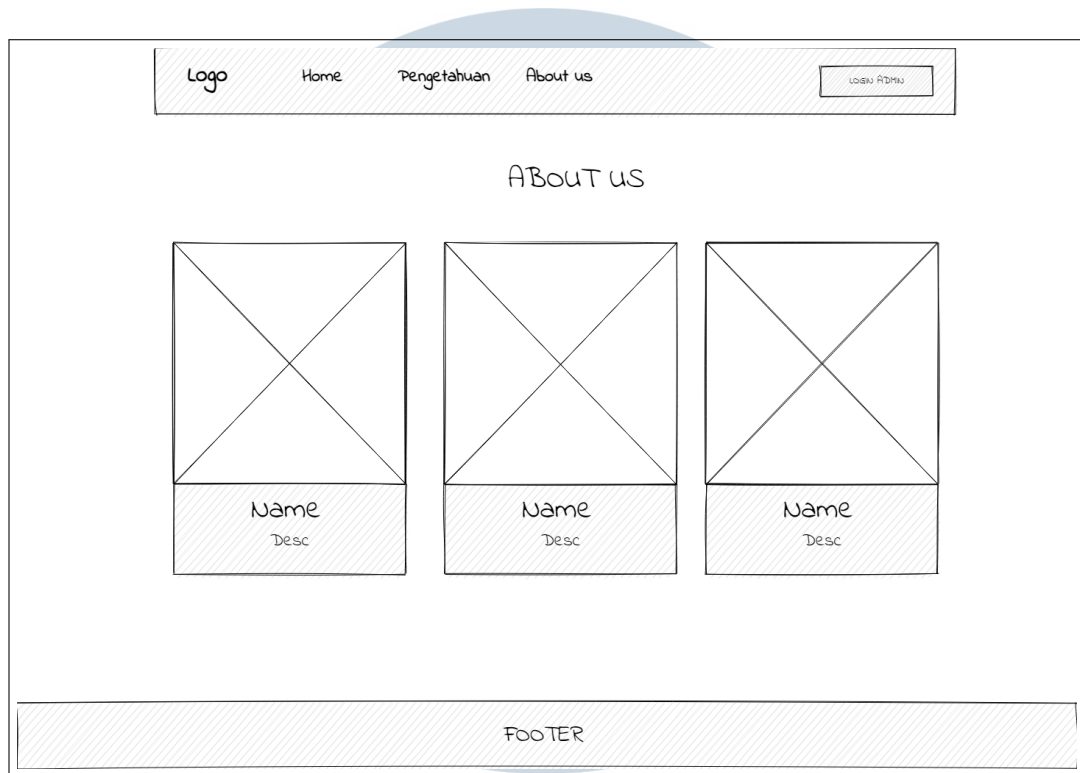 Logo Home Pengetahuan About us LOGIN ADMIN
ABOUT US
Name Name Name
Desc Desc Desc
FOOTER